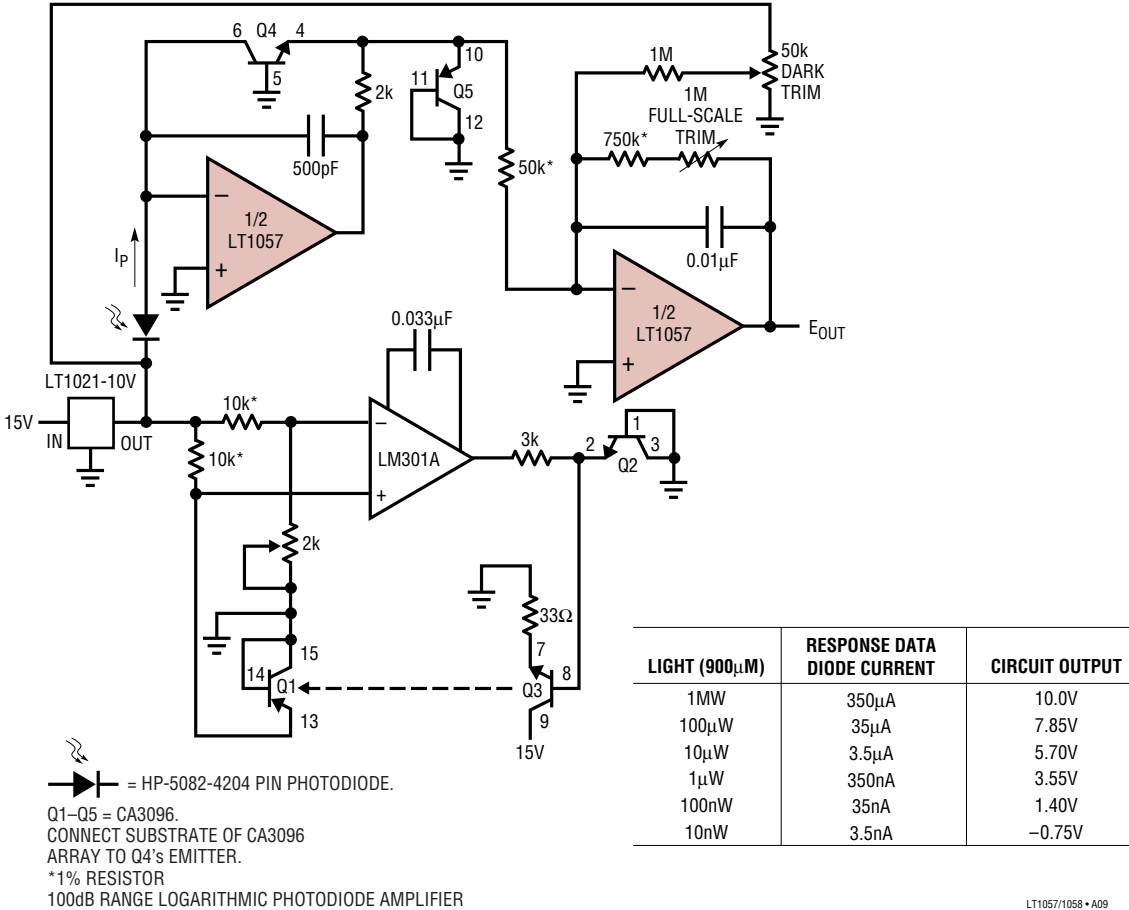 6 Q4 4
5
2k
10
11 Q5
12
500pF
50k*
1M
50k
DARK
TRIM
1M
FULL-SCALE
TRIM
750k*
0.01µF
–
1/2
LT1057
+
IP
–
1/2
LT1057
+
EOUT
LT1021-10V
15V
IN
OUT
10k*
10k*
0.033µF
–
LM301A
+
3k
2
1
3
Q2
2k
33Ω
15
14
Q1
13
7
8
Q3
9
15V
LIGHT (900µM) RESPONSE DATA DIODE CURRENT CIRCUIT OUTPUT
1MW 350µA 10.0V
100µW 35µA 7.85V
10µW 3.5µA 5.70V
1µW 350nA 3.55V
100nW 35nA 1.40V
10nW 3.5nA –0.75V
= HP-5082-4204 PIN PHOTODIODE.
Q1–Q5 = CA3096.
CONNECT SUBSTRATE OF CA3096
ARRAY TO Q4's EMITTER.
*1% RESISTOR
100dB RANGE LOGARITHMIC PHOTODIODE AMPLIFIER
LT1057/1058 • A09